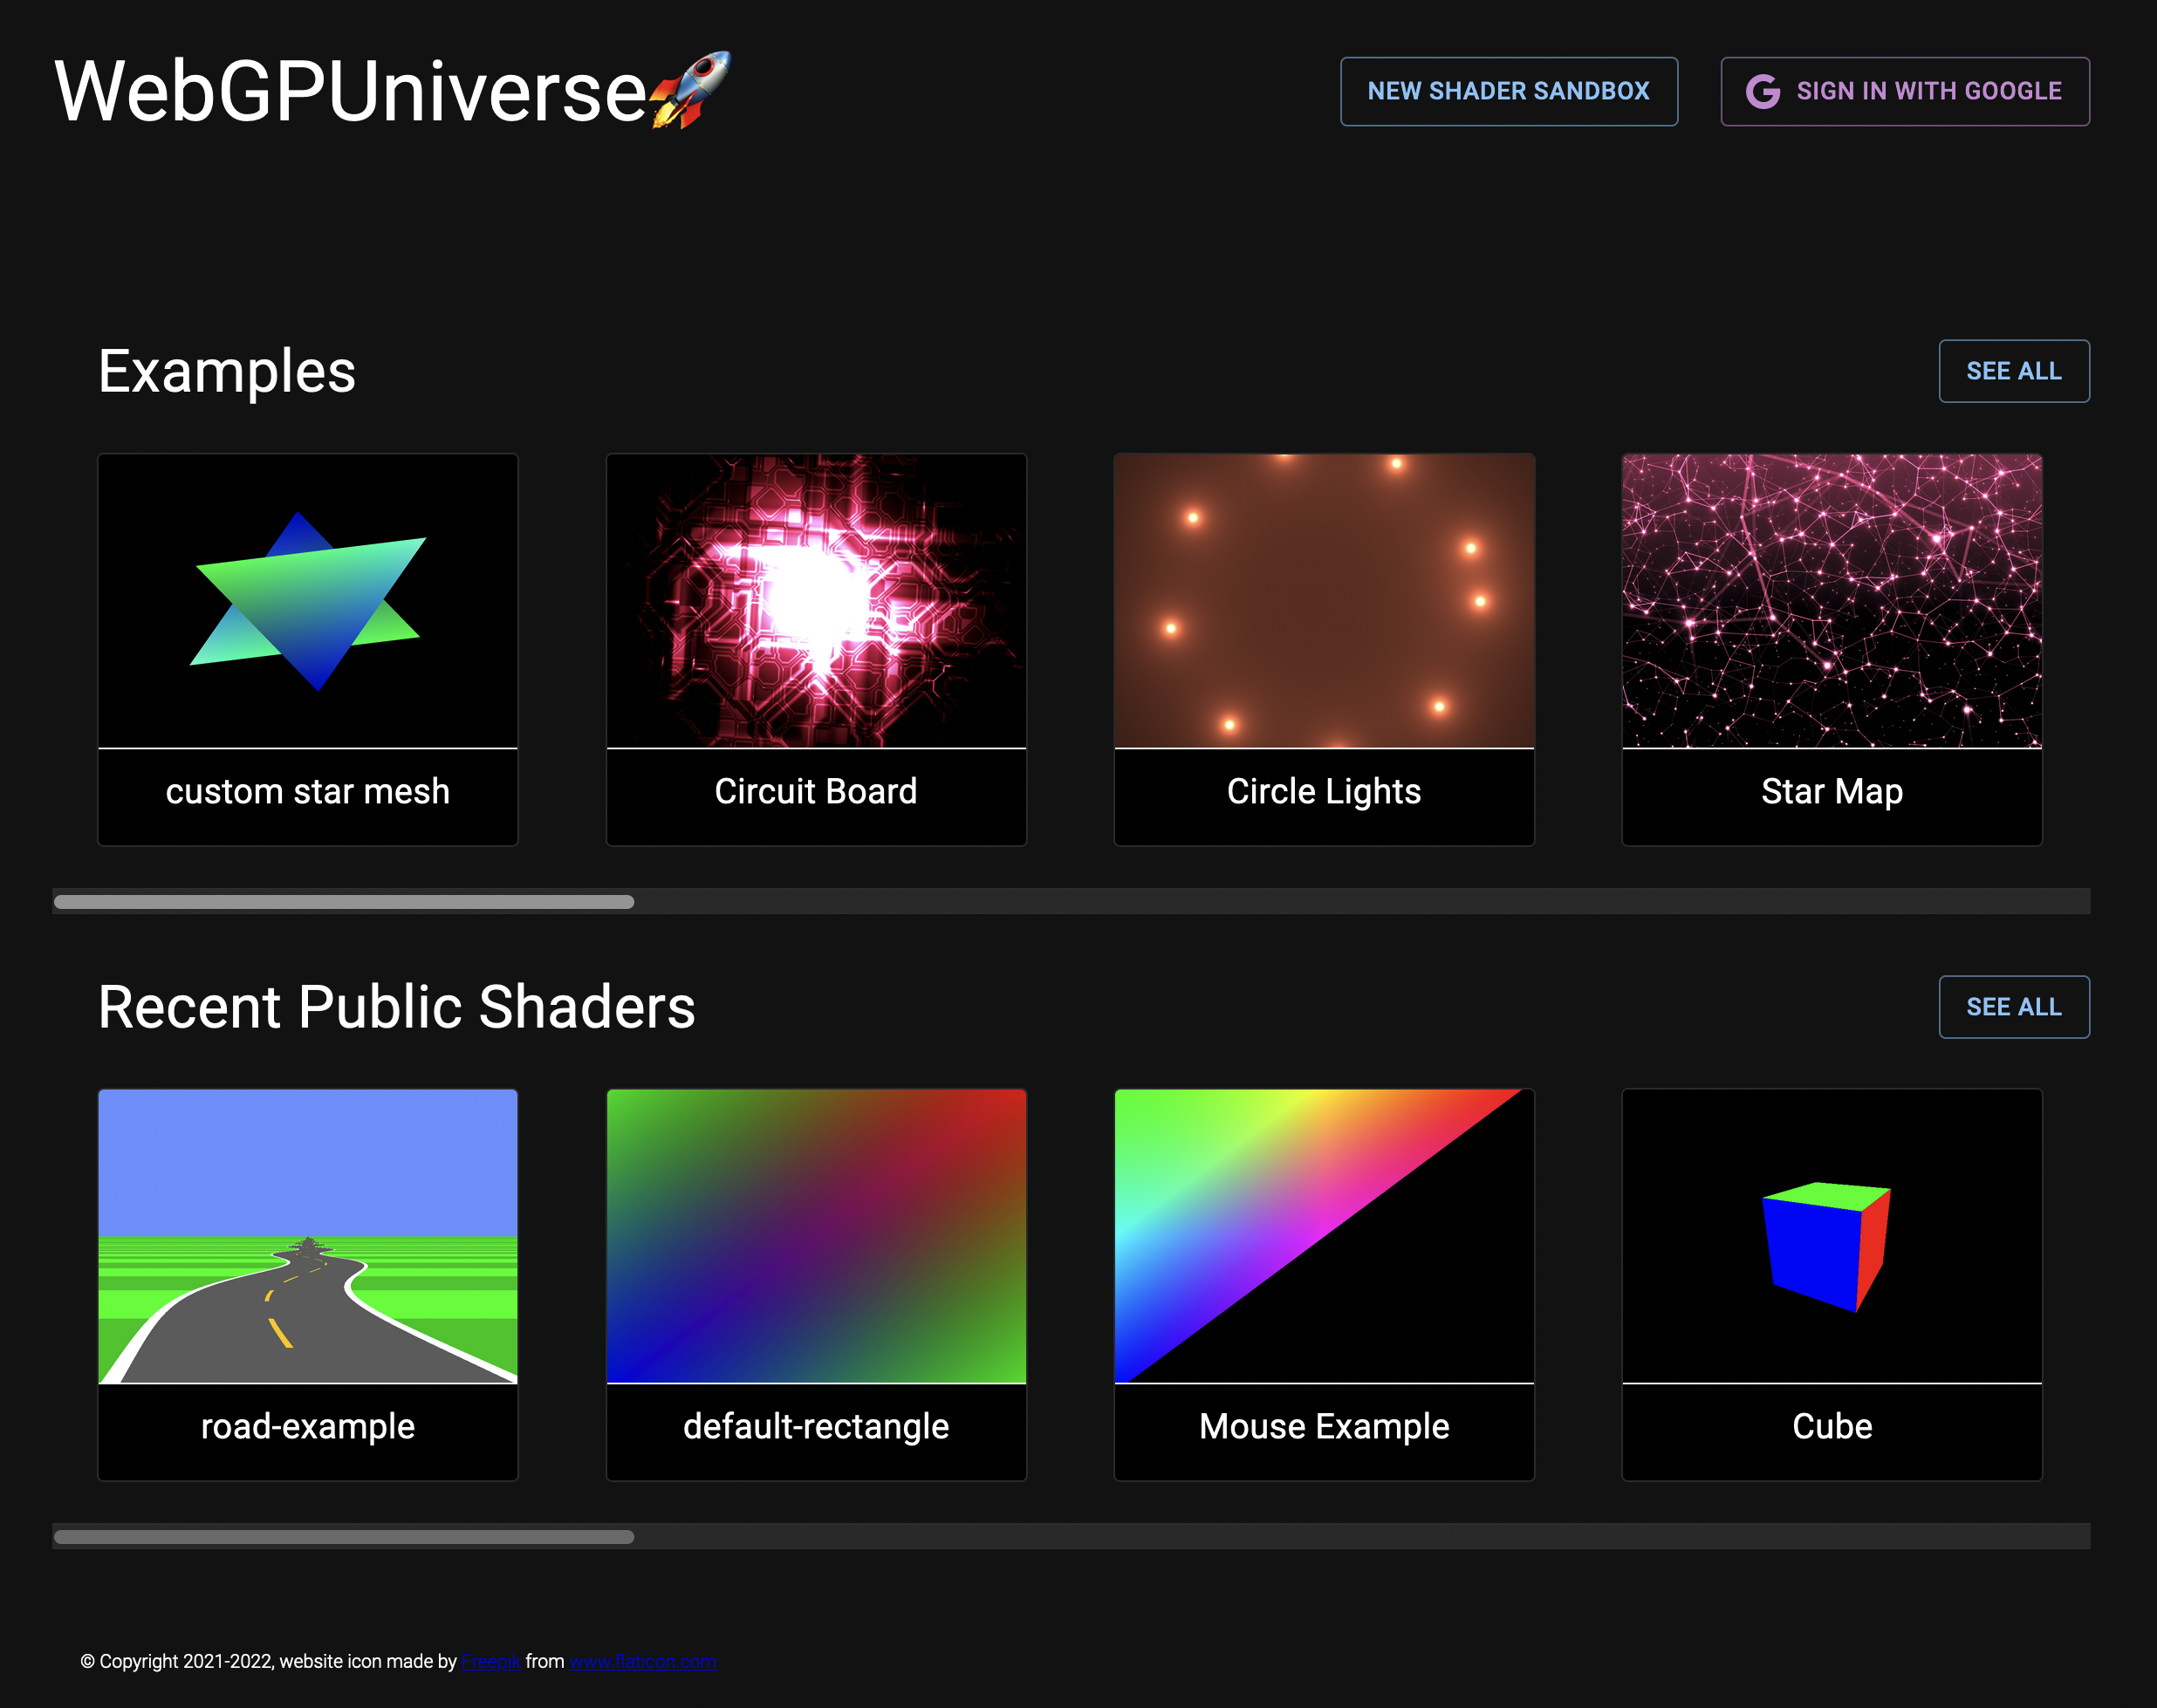 WebGPUniverse🚀
NEW SHADER SANDBOX
SIGN IN WITH GOOGLE
Examples
SEE ALL
custom star mesh
Circuit Board
Circle Lights
Star Map
Recent Public Shaders
SEE ALL
road-example
default-rectangle
Mouse Example
Cube
© Copyright 2021-2022, website icon made by Freepik from www.flaticon.com